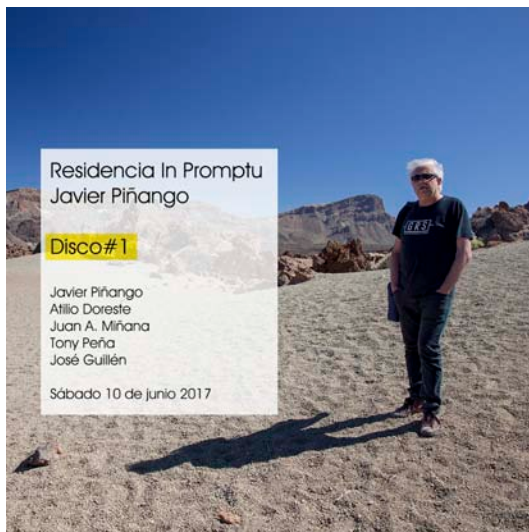 Residencia In Promptu
Javier Piñango
Disco#1
Javier Piñango
Atilio Doreste
Juan A. Miñana
Tony Peña
José Guillén
Sábado 10 de junio 2017